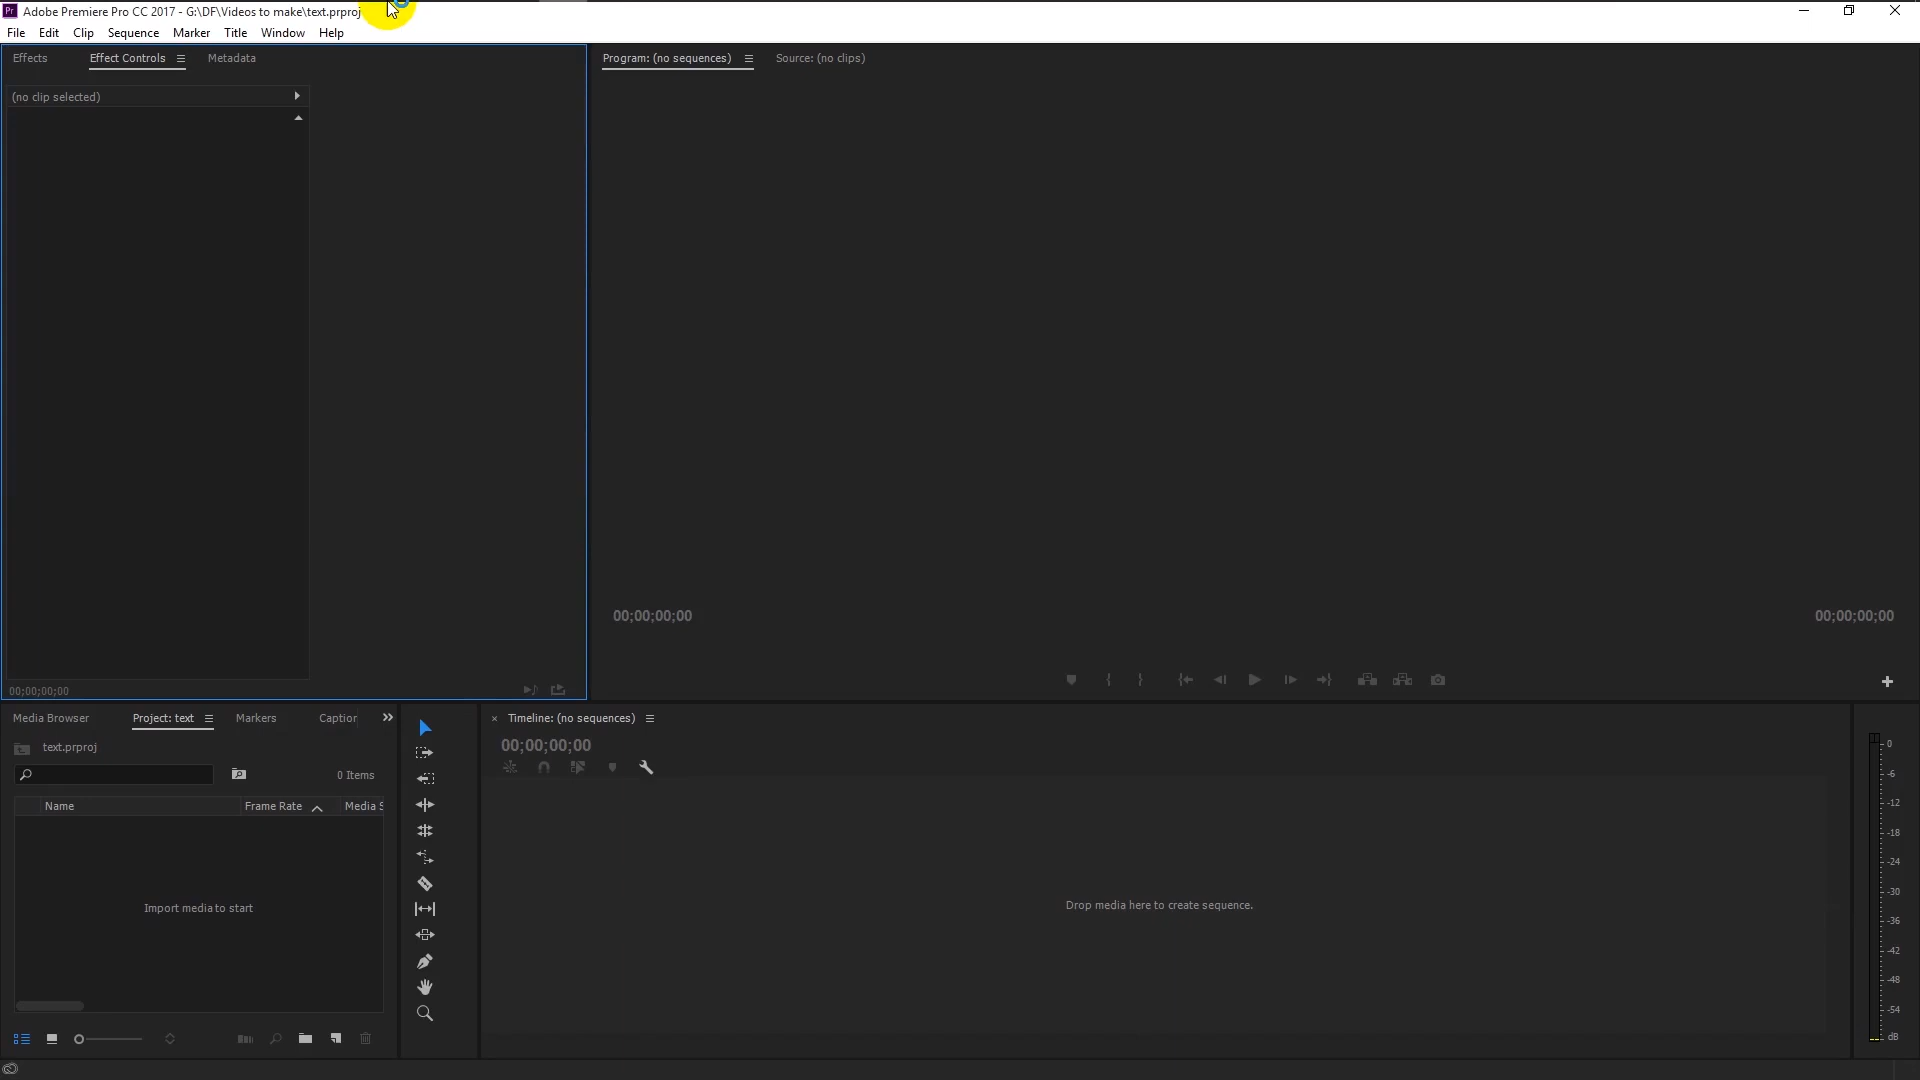 Pr Adobe Premiere Pro CC 2017 - G:\DF\Videos to make\text.prproj
File Edit Clip Sequence Marker Title Window Help
Effects Effect Controls Metadata
Program: (no sequences) Source: (no clips)
(no clip selected)
00;00;00;00 00;00;00;00
00;00;00;00
Media Browser Project: text Markers Caption
text.prproj
0 Items
Name Frame Rate Media S
Import media to start
Timeline: (no sequences)
00;00;00;00
Drop media here to create sequence.
0
-6
-12
-18
-24
-30
-36
-42
-48
-54
dB